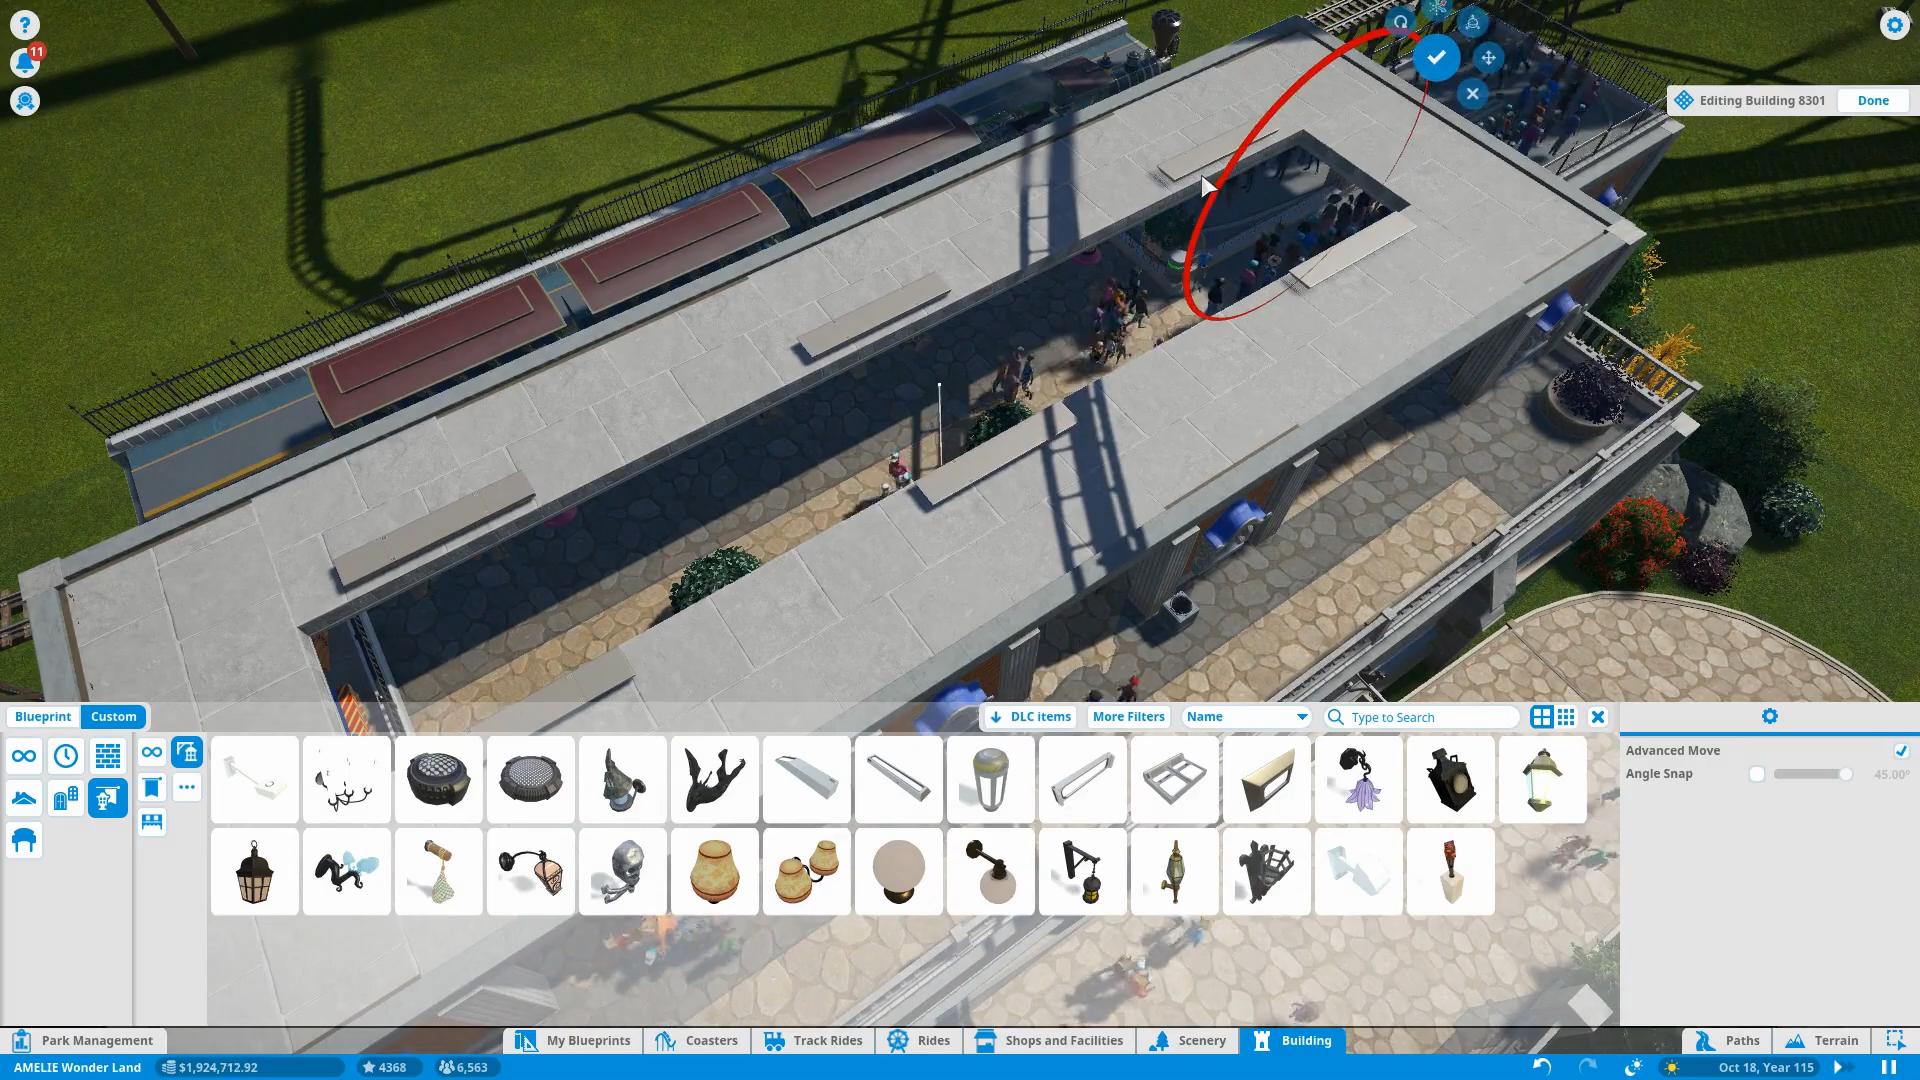 ?
11
Editing Building 8301
Done
Blueprint
Custom
DLC items
More Filters
Name
Type to Search
Advanced Move
Angle Snap
45.00°
Park Management
My Blueprints
Coasters
Track Rides
Rides
Shops and Facilities
Scenery
Building
Paths
Terrain
AMELIE Wonder Land
$1,924,712.92
4368
6,563
Oct 18, Year 115